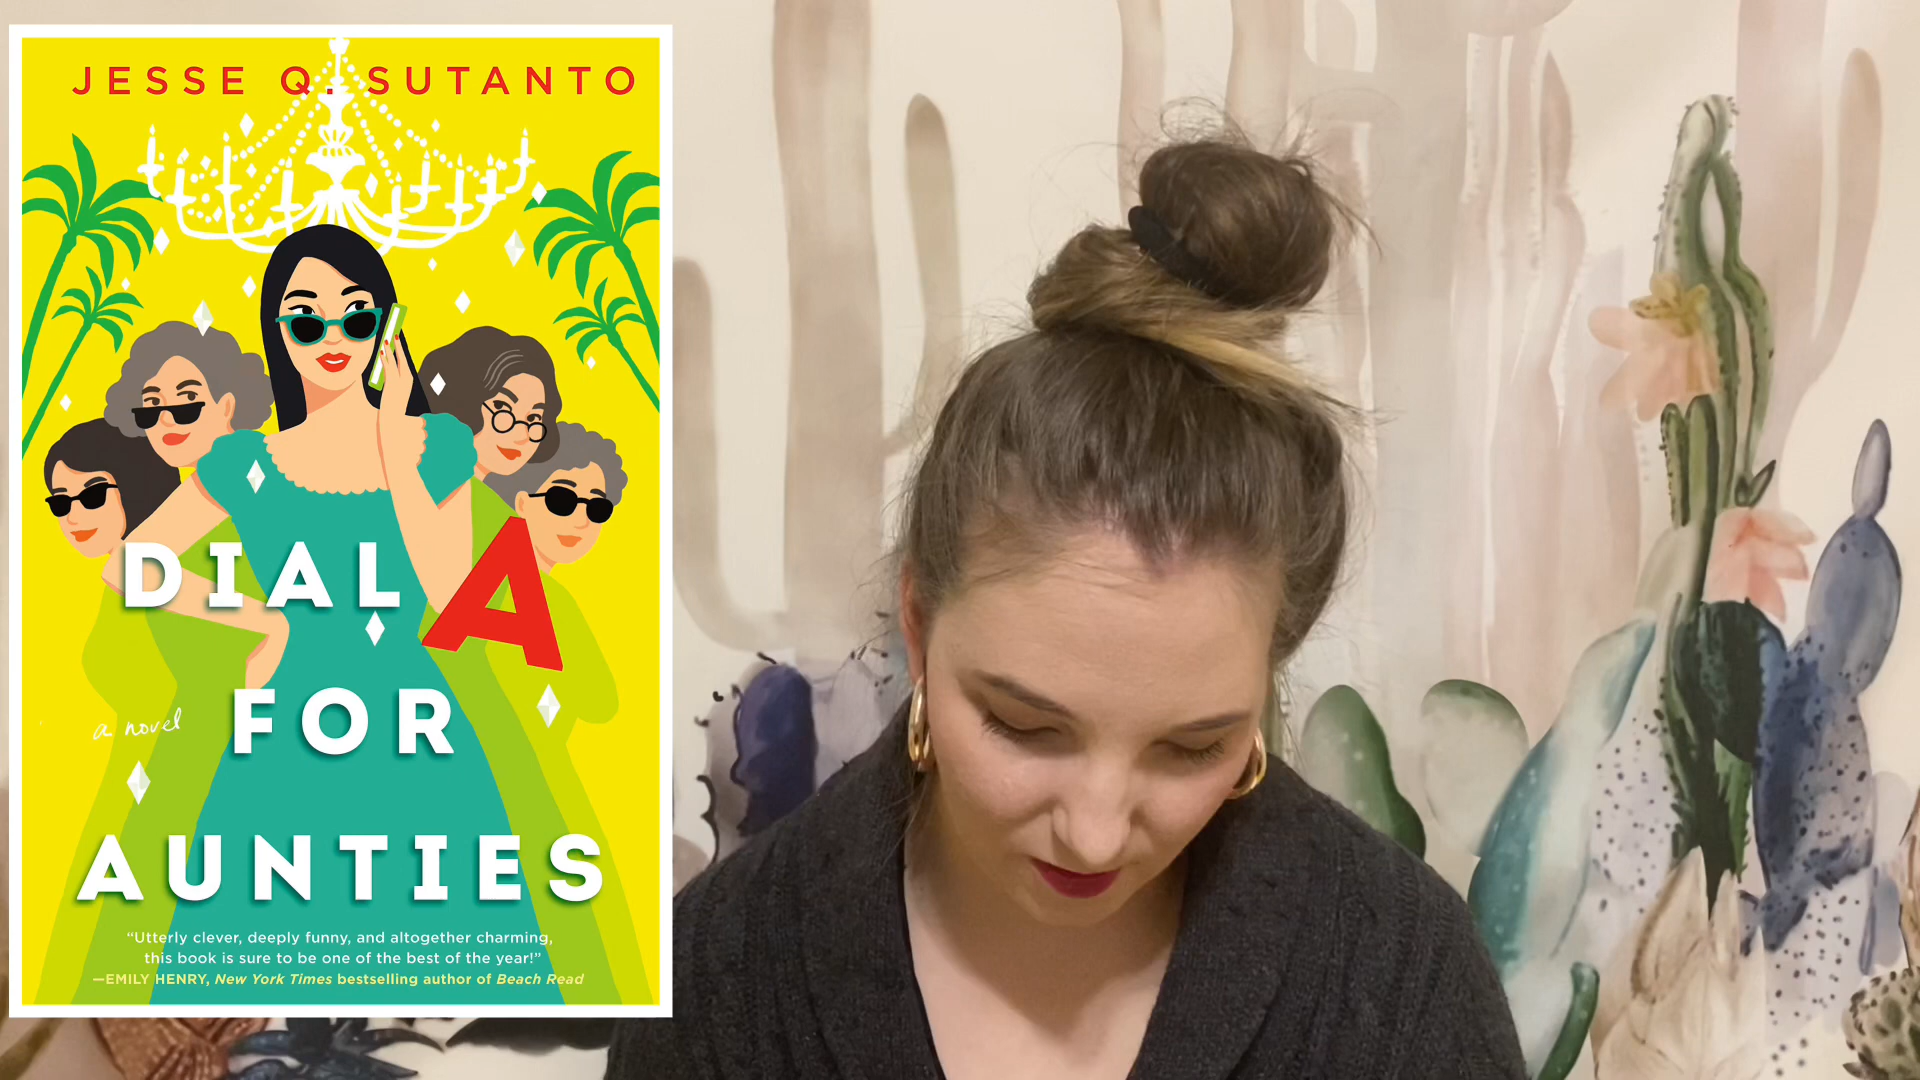 JESSE Q. SUTANTO
DIAL A
a novel
FOR
AUNTIES
“Utterly clever, deeply funny, and altogether charming,
this book is sure to be one of the best of the year!”
—EMILY HENRY, New York Times bestselling author of Beach Read